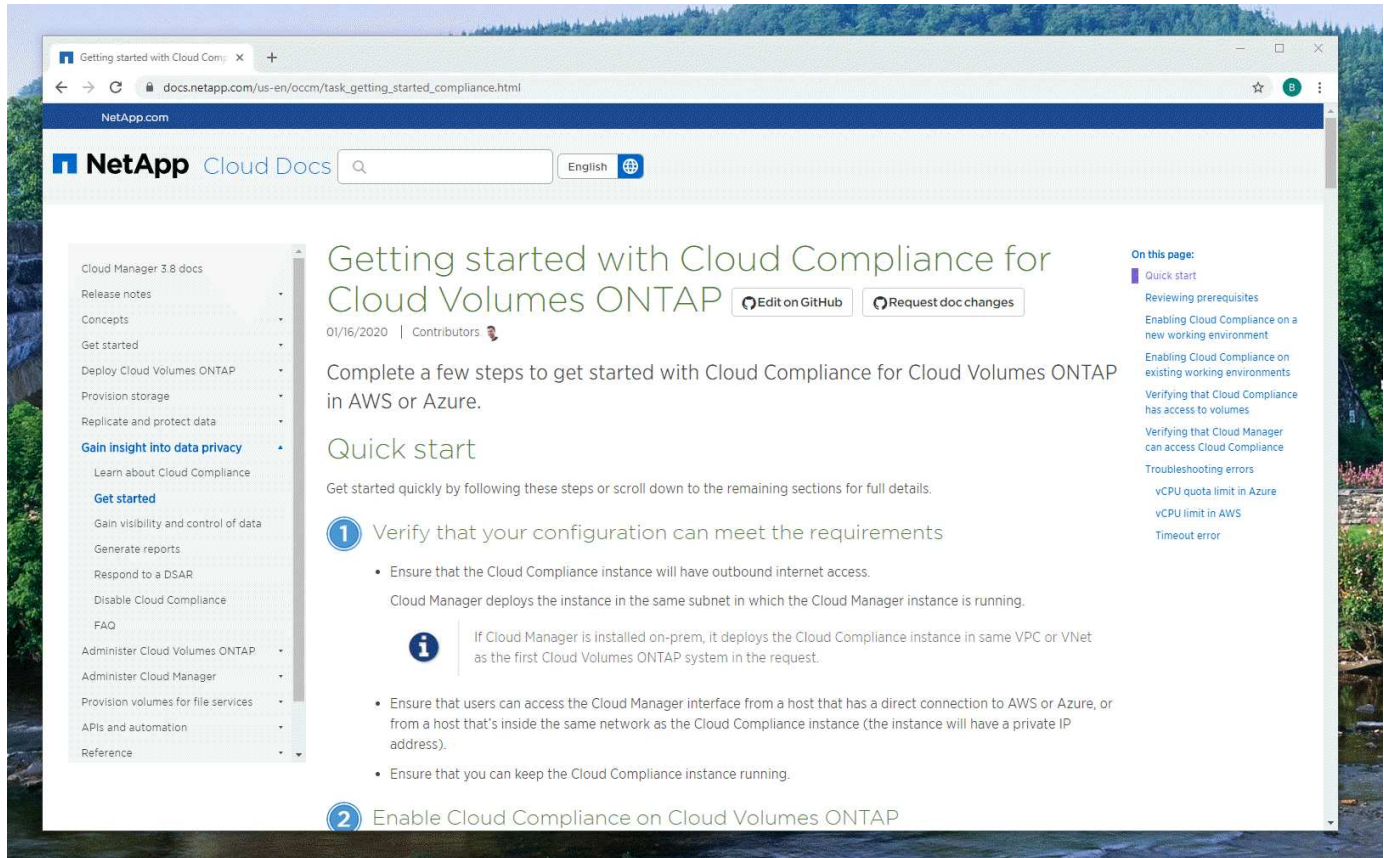 Getting started with Cloud Comp
docs.netapp.com/us-en/occm/task_getting_started_compliance.html
B
NetApp.com
NetApp Cloud Docs
English
Cloud Manager 3.8 docs
Release notes
Concepts
Get started
Deploy Cloud Volumes ONTAP
Provision storage
Replicate and protect data
Gain insight into data privacy
Learn about Cloud Compliance
Get started
Gain visibility and control of data
Generate reports
Respond to a DSAR
Disable Cloud Compliance
FAQ
Administer Cloud Volumes ONTAP
Administer Cloud Manager
Provision volumes for file services
APIs and automation
Reference
Getting started with Cloud Compliance for
Cloud Volumes ONTAP
Edit on GitHub
Request doc changes
01/16/2020 | Contributors
Complete a few steps to get started with Cloud Compliance for Cloud Volumes ONTAP
in AWS or Azure.
Quick start
Get started quickly by following these steps or scroll down to the remaining sections for full details.
1 Verify that your configuration can meet the requirements
• Ensure that the Cloud Compliance instance will have outbound internet access.
Cloud Manager deploys the instance in the same subnet in which the Cloud Manager instance is running.
i
If Cloud Manager is installed on-prem, it deploys the Cloud Compliance instance in same VPC or VNet
as the first Cloud Volumes ONTAP system in the request.
• Ensure that users can access the Cloud Manager interface from a host that has a direct connection to AWS or Azure, or
from a host that's inside the same network as the Cloud Compliance instance (the instance will have a private IP
address).
• Ensure that you can keep the Cloud Compliance instance running.
2 Enable Cloud Compliance on Cloud Volumes ONTAP
On this page:
Quick start
Reviewing prerequisites
Enabling Cloud Compliance on a
new working environment
Enabling Cloud Compliance on
existing working environments
Verifying that Cloud Compliance
has access to volumes
Verifying that Cloud Manager
can access Cloud Compliance
Troubleshooting errors
vCPU quota limit in Azure
vCPU limit in AWS
Timeout error